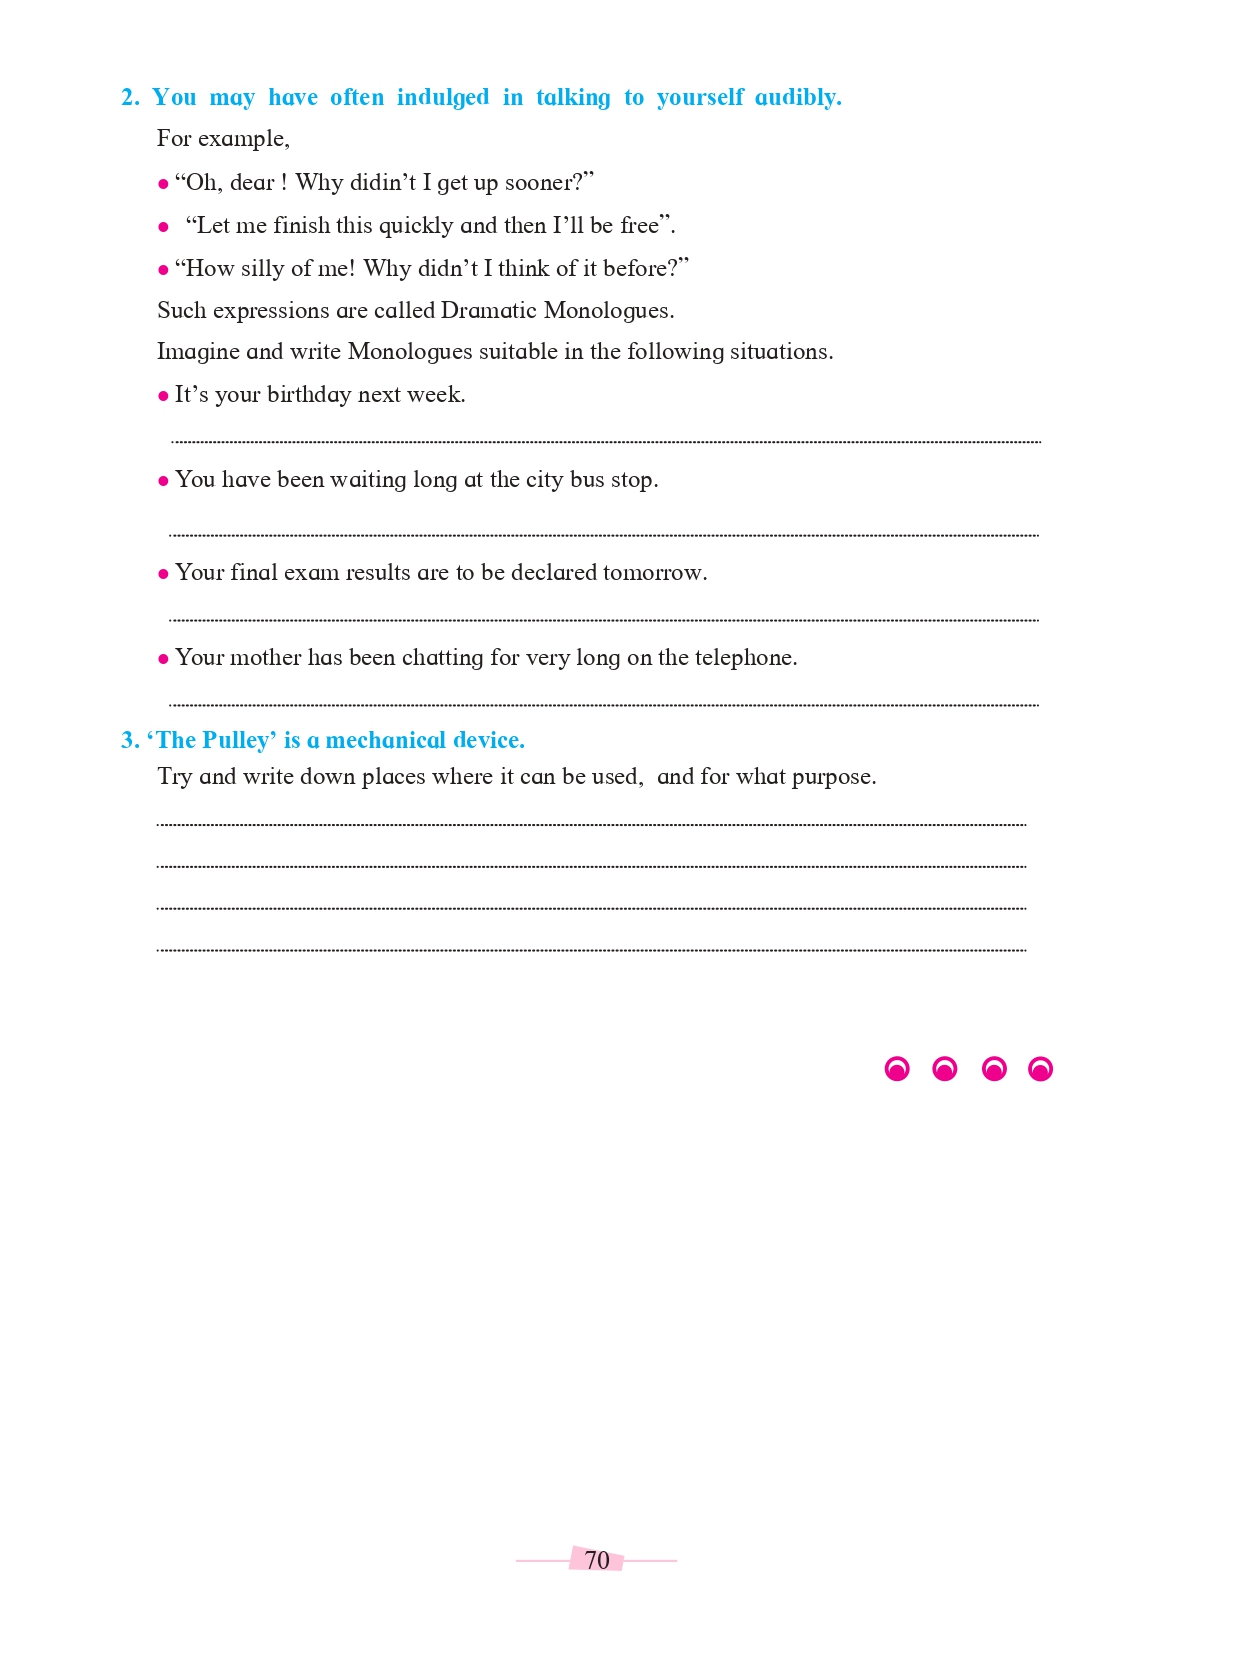 2. You may have often indulged in talking to yourself audibly.
For example,
● “Oh, dear ! Why didin’t I get up sooner?”
● “Let me finish this quickly and then I’ll be free”.
● “How silly of me! Why didn’t I think of it before?”
Such expressions are called Dramatic Monologues.
Imagine and write Monologues suitable in the following situations.
● It’s your birthday next week.
● You have been waiting long at the city bus stop.
● Your final exam results are to be declared tomorrow.
● Your mother has been chatting for very long on the telephone.
3. ‘The Pulley’ is a mechanical device.
Try and write down places where it can be used, and for what purpose.
70